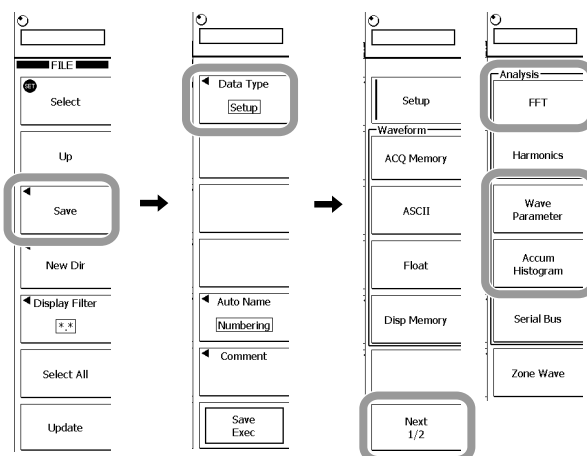 FILE
SET
Select
Up
Save
New Dir
Display Filter
*.*
Select All
Update
Data Type
Setup
Auto Name
Numbering
Comment
Save
Exec
Setup
Waveform
ACQ Memory
ASCII
Float
Disp Memory
Next
1/2
Analysis
FFT
Harmonics
Wave
Parameter
Accum
Histogram
Serial Bus
Zone Wave